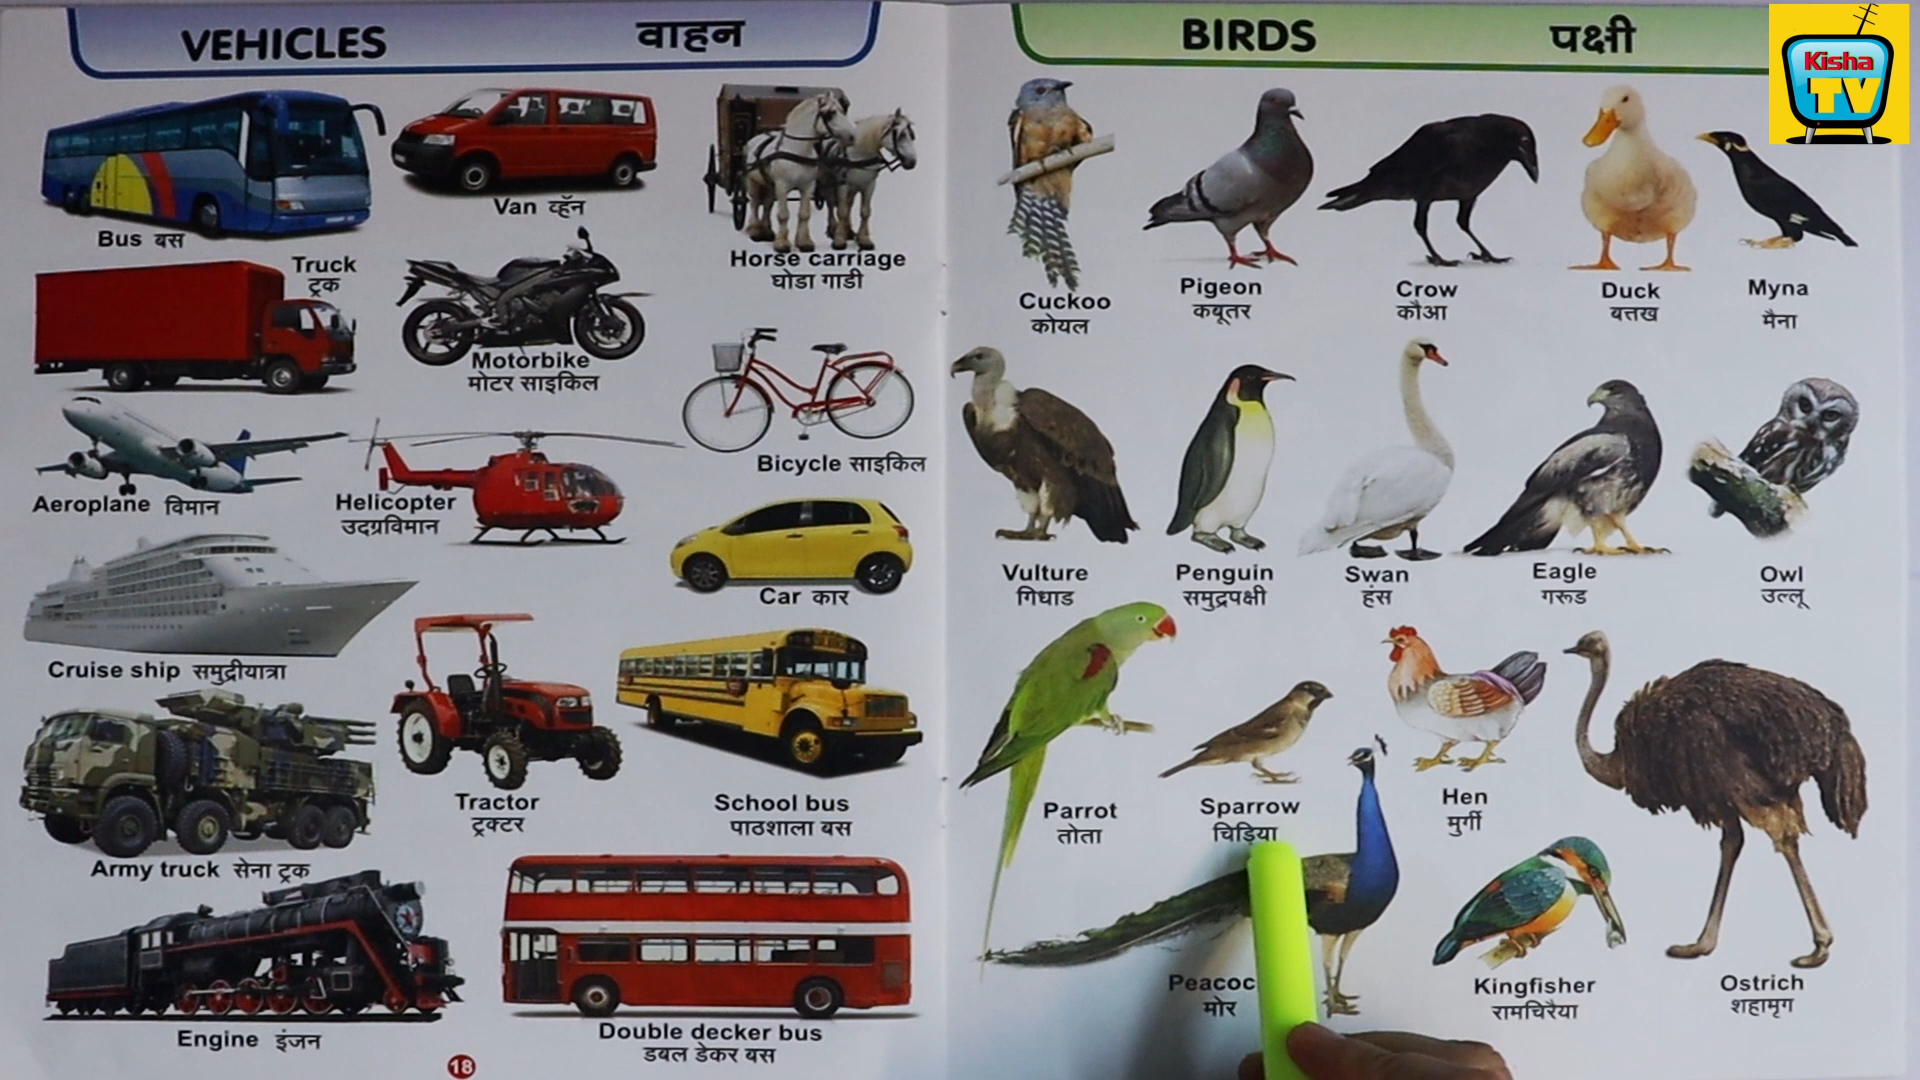 VEHICLES वाहन
BIRDS पक्षी
Kisha
TV
Bus बस
Van व्हॅन
Horse carriage
घोडा गाडी
Truck
ट्रक
Motorbike
मोटर साइकिल
Bicycle साइकिल
Aeroplane विमान
Helicopter
उदग्रविमान
Car कार
Cruise ship समुद्रीयात्रा
Tractor
ट्रक्टर
School bus
पाठशाला बस
Army truck सेना ट्रक
Engine इंजन
Double decker bus
डबल डेकर बस
18
Cuckoo
कोयल
Pigeon
कबूतर
Crow
कौआ
Duck
बत्तख
Myna
मैना
Vulture
गिधाड
Penguin
समुद्रपक्षी
Swan
हंस
Eagle
गरूड
Owl
उल्लू
Parrot
तोता
Sparrow
चिड़िया
Hen
मुर्गी
Peacoc
मोर
Kingfisher
रामचिरैया
Ostrich
शहामृग